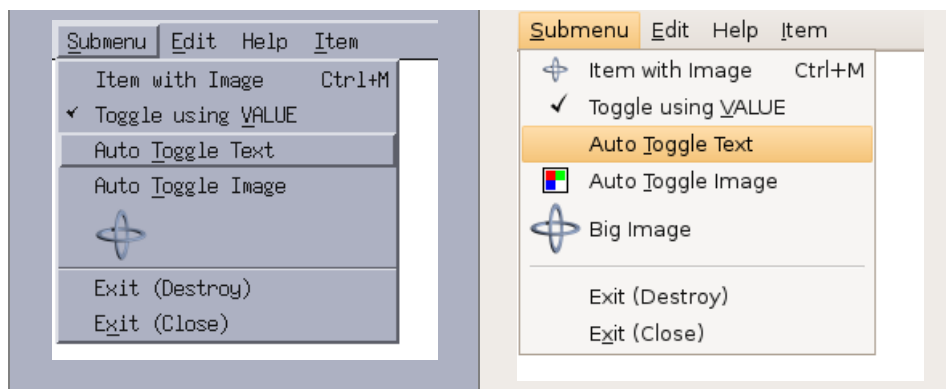 Submenu Edit Help Item
Item with Image Ctrl+M
Toggle using VALUE
Auto Toggle Text
Auto Toggle Image
Exit (Destroy)
Exit (Close)
Submenu Edit Help Item
Item with Image Ctrl+M
Toggle using VALUE
Auto Toggle Text
Auto Toggle Image
Big Image
Exit (Destroy)
Exit (Close)